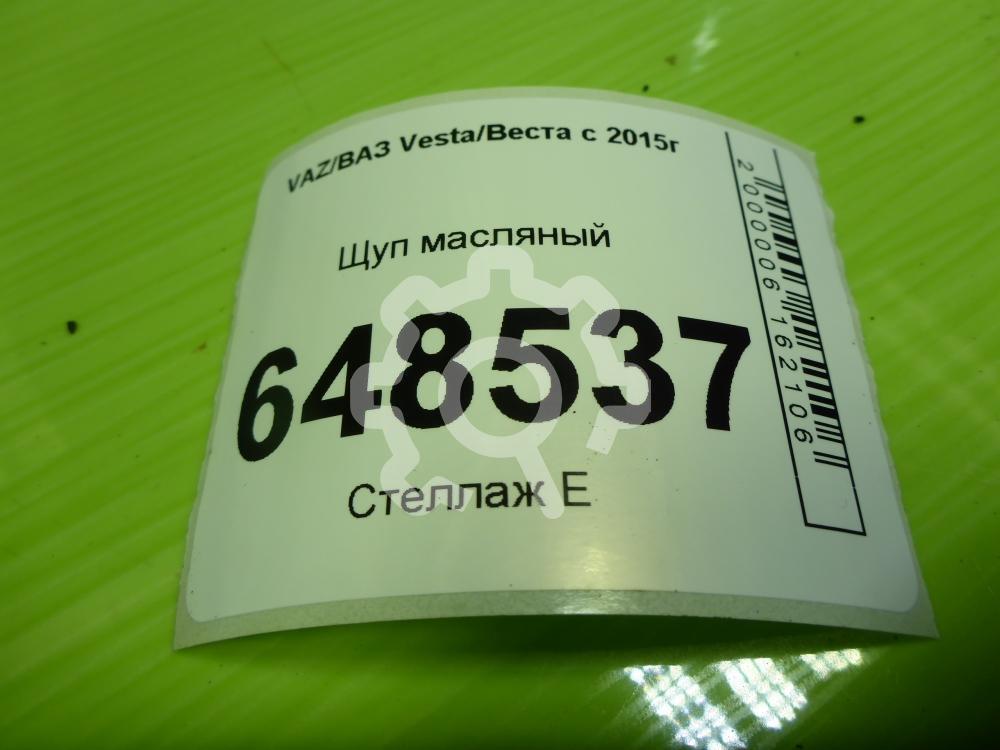 VAZ/ВАЗ Vesta/Веста с 2015г
Щуп масляный
648537
Стеллаж Е
2000006162106